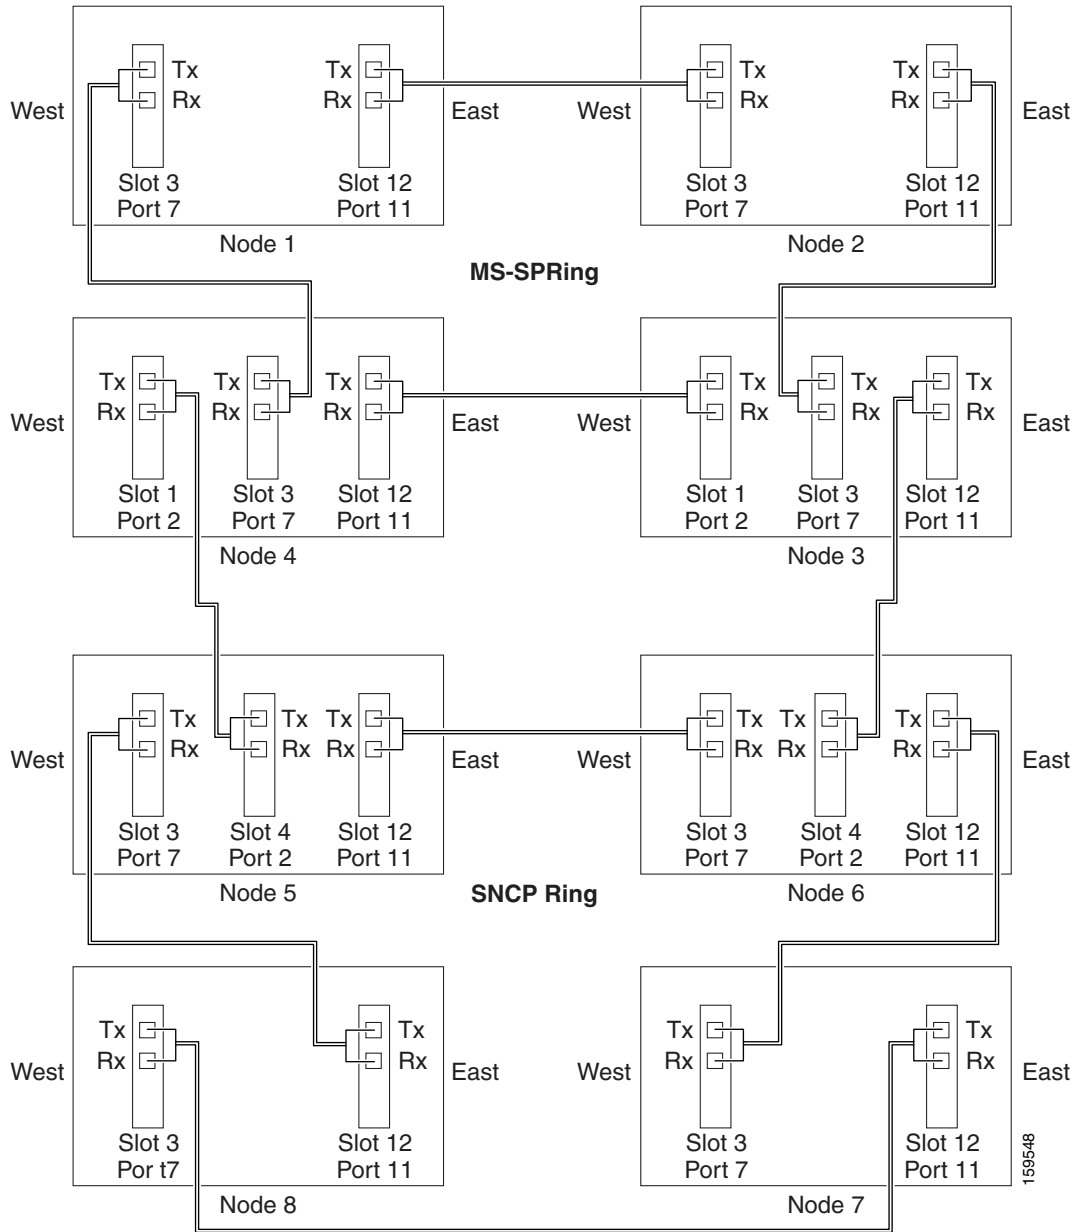 Tx Tx Tx Tx
Rx Rx Rx Rx
West East West East
Slot 3 Slot 12 Slot 3 Slot 12
Port 7 Port 11 Port 7 Port 11
Node 1 Node 2
MS-SPRing
Tx Tx Tx Tx Tx Tx
Rx Rx Rx Rx Rx Rx
West East West East
Slot 1 Slot 3 Slot 12 Slot 1 Slot 3 Slot 12
Port 2 Port 7 Port 11 Port 2 Port 7 Port 11
Node 4 Node 3
Tx Tx Tx Tx Tx Tx
Rx Rx Rx Rx Rx Rx
West East West East
Slot 3 Slot 4 Slot 12 Slot 3 Slot 4 Slot 12
Port 7 Port 2 Port 11 Port 7 Port 2 Port 11
Node 5 SNCP Ring Node 6
Tx Tx Tx Tx
Rx Rx Rx Rx
West East West East
Slot 3 Slot 12 Slot 3 Slot 12
Por t7 Port 11 Port 7 Port 11
Node 8 Node 7
159548